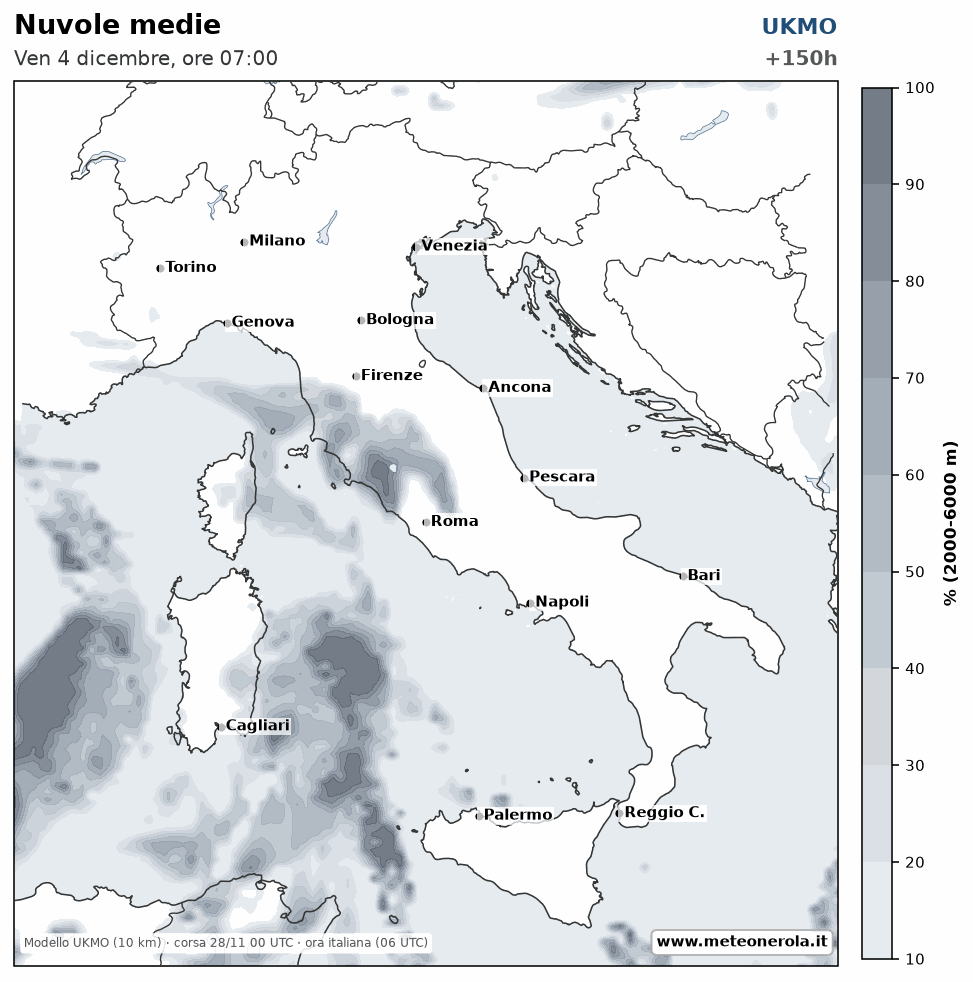 Nuvole medie
UKMO
Ven 4 dicembre, ore 07:00
+150h
Milano
Venezia
Torino
Genova
Bologna
Firenze
Ancona
Pescara
Roma
Bari
Napoli
Cagliari
Palermo
Reggio C.
Modello UKMO (10 km) · corsa 28/11 00 UTC · ora italiana (06 UTC)
www.meteonerola.it
100
90
80
70
60
50
40
30
20
10
% (2000-6000 m)